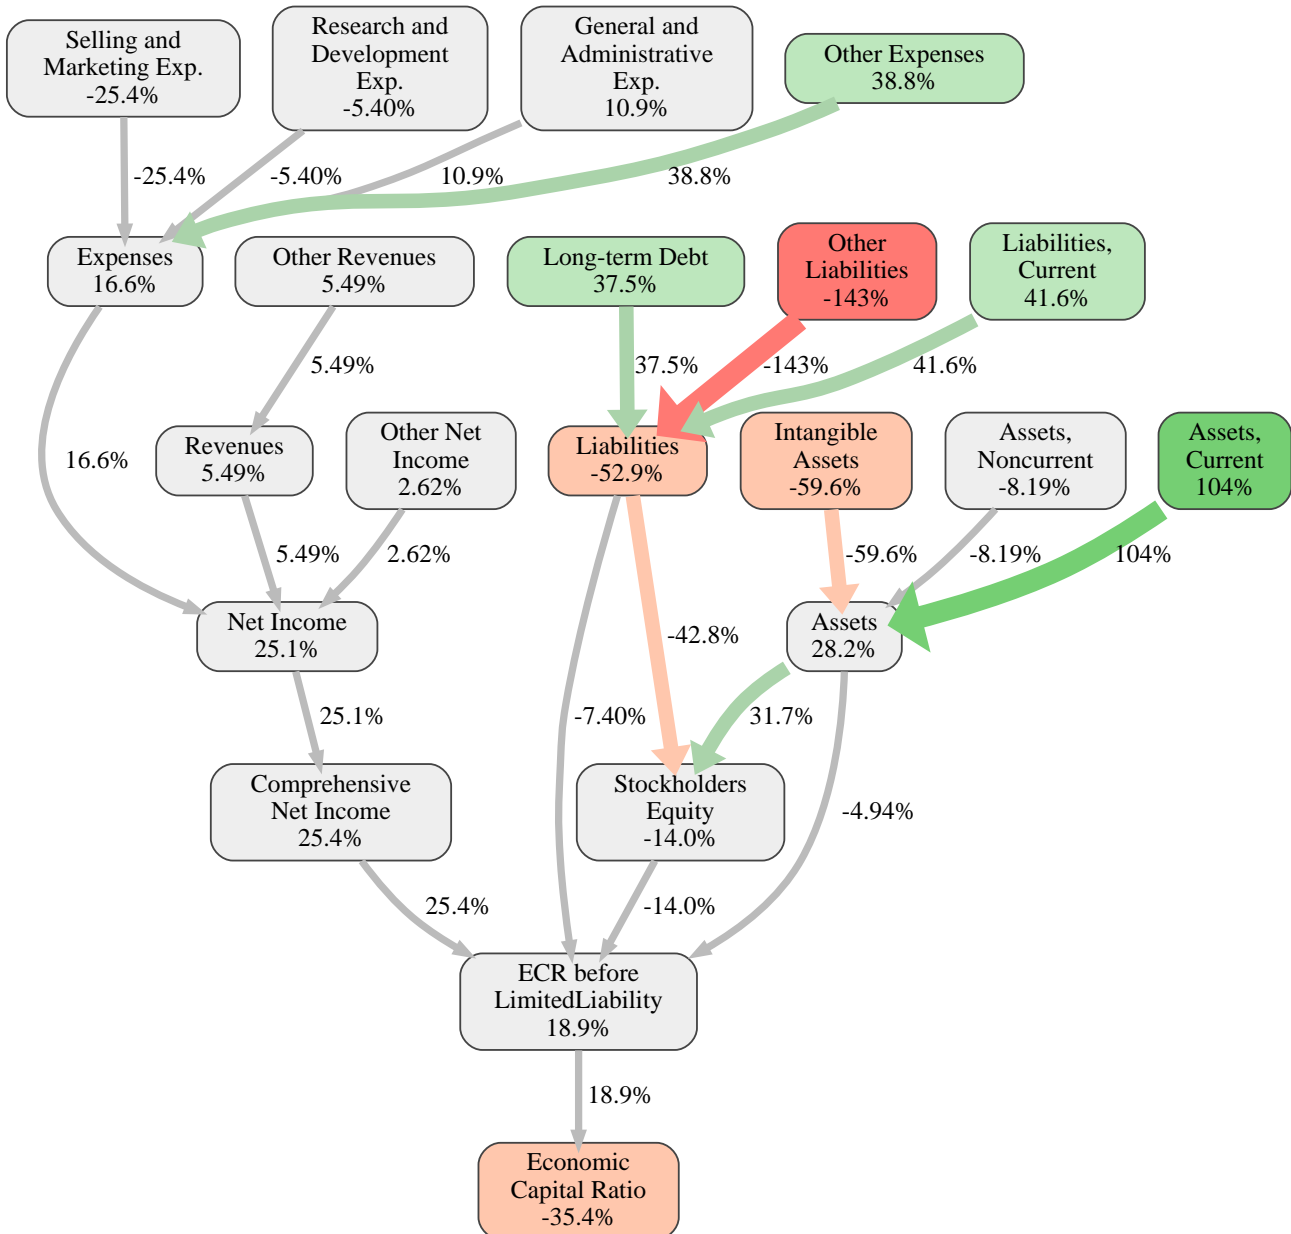 Selling and
Marketing Exp.
-25.4%
Research and
Development
Exp.
-5.40%
General and
Administrative
Exp.
10.9%
Other Expenses
38.8%
-25.4%
-5.40%
10.9%
38.8%
Expenses
16.6%
Other Revenues
5.49%
Long-term Debt
37.5%
Other
Liabilities
-143%
Liabilities,
Current
41.6%
5.49%
37.5%
-143%
41.6%
16.6%
Revenues
5.49%
Other Net
Income
2.62%
Liabilities
-52.9%
Intangible
Assets
-59.6%
Assets,
Noncurrent
-8.19%
Assets,
Current
104%
5.49%
2.62%
-59.6%
-8.19%
104%
Net Income
25.1%
-42.8%
Assets
28.2%
25.1%
-7.40%
31.7%
Comprehensive
Net Income
25.4%
Stockholders
Equity
-14.0%
-4.94%
25.4%
-14.0%
ECR before
LimitedLiability
18.9%
18.9%
Economic
Capital Ratio
-35.4%